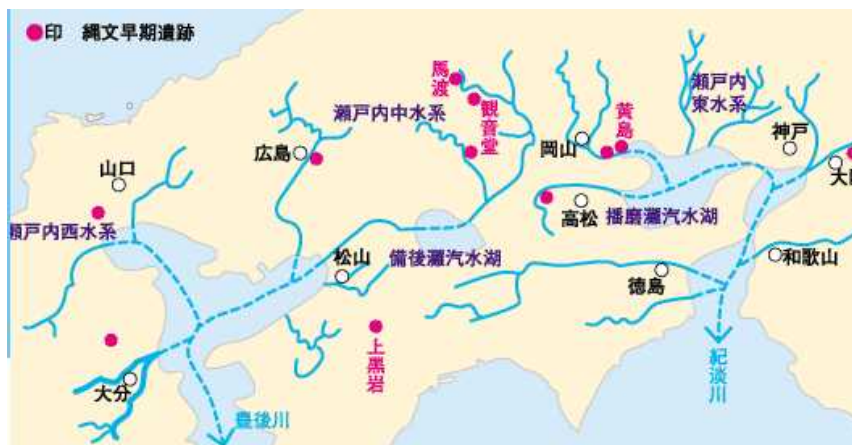 ●印 縄文早期遺跡
馬渡
観音堂
瀬戸内中水系
瀬戸内
東水系
黄島
神戸
岡山
広島
山口
大阪
高松
播磨灘汽水湖
瀬戸内西水系
松山
備後灘汽水湖
和歌山
徳島
上黒岩
紀淡川
大分
豊後川